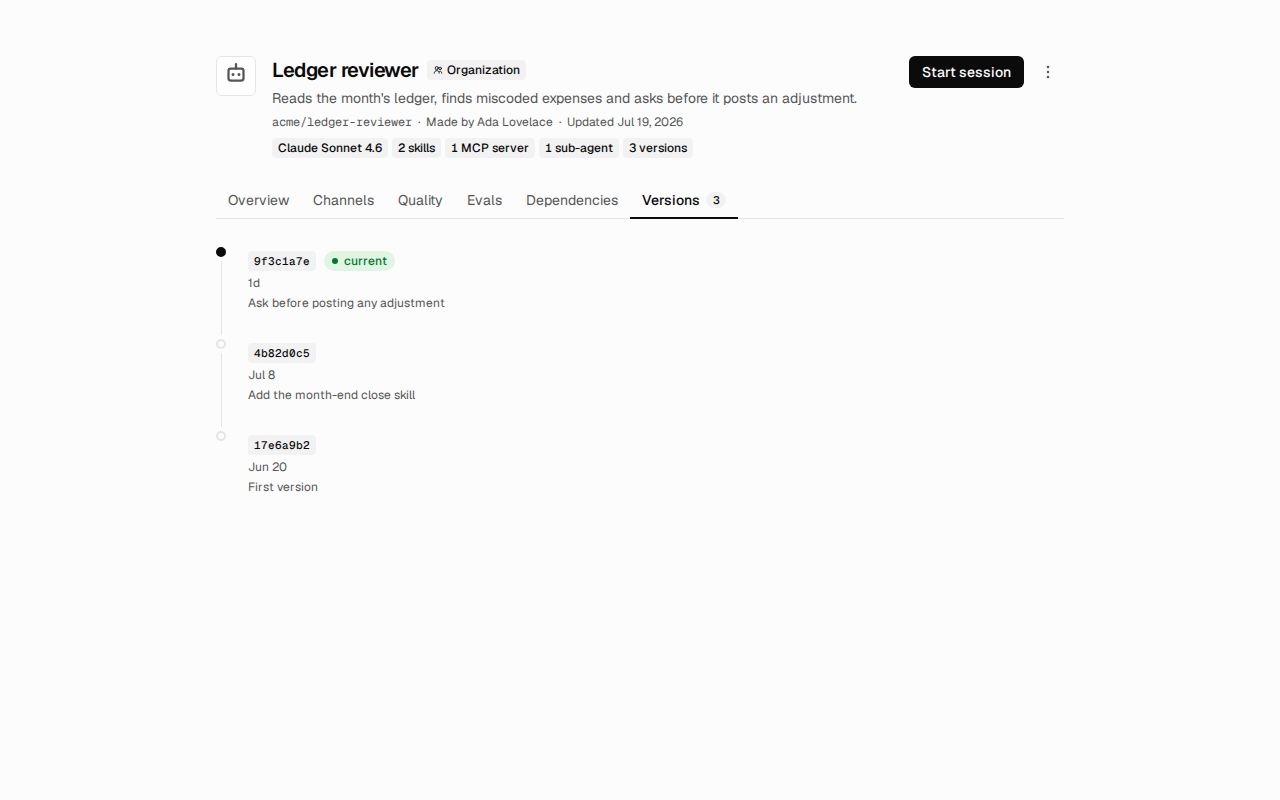 Ledger reviewer Organization
Start session
Reads the month's ledger, finds miscoded expenses and asks before it posts an adjustment.
acme/ledger-reviewer · Made by Ada Lovelace · Updated Jul 19, 2026
Claude Sonnet 4.6 2 skills 1 MCP server 1 sub-agent 3 versions
Overview Channels Quality Evals Dependencies Versions 3
9f3c1a7e current
1d
Ask before posting any adjustment
4b82d0c5
Jul 8
Add the month-end close skill
17e6a9b2
Jun 20
First version